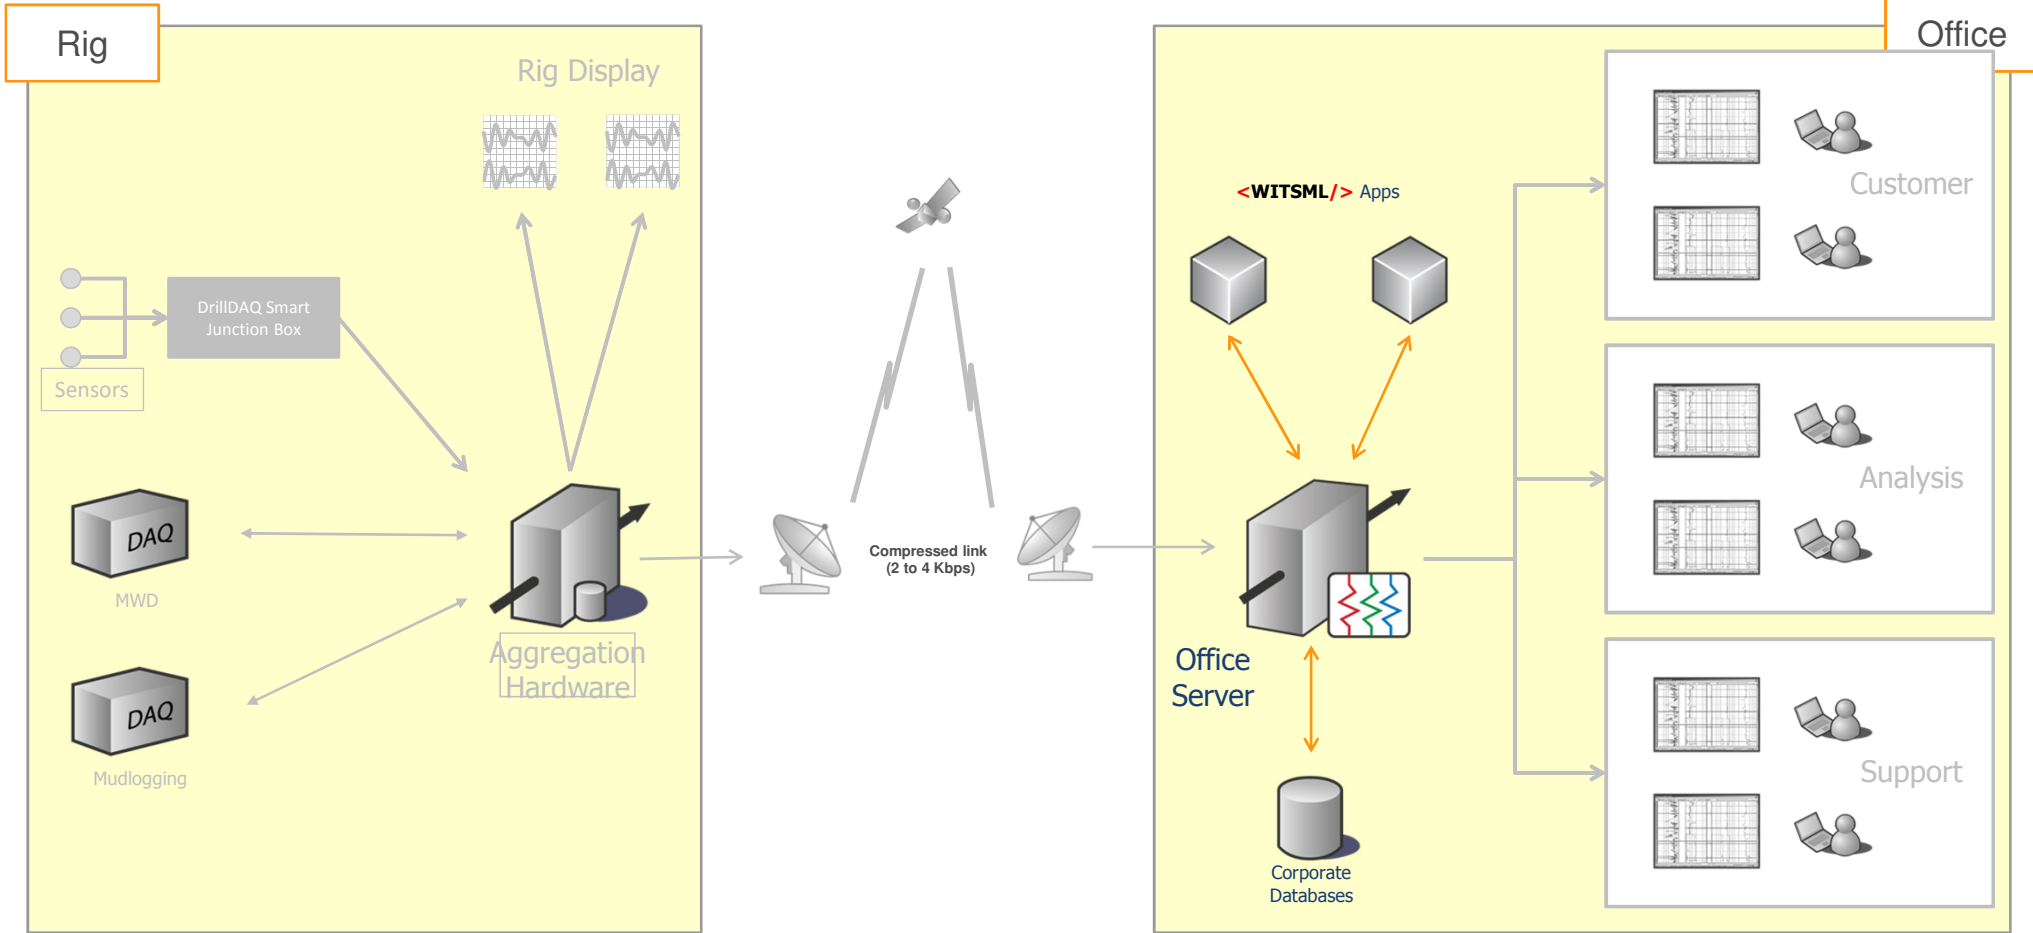 Rig
Office
Rig Display
<WITSML/> Apps
Customer
DrillDAQ Smart
Junction Box
Sensors
DAQ
MWD
Compressed link
(2 to 4 Kbps)
Analysis
Aggregation
Hardware
Office
Server
DAQ
Mudlogging
Support
Corporate
Databases